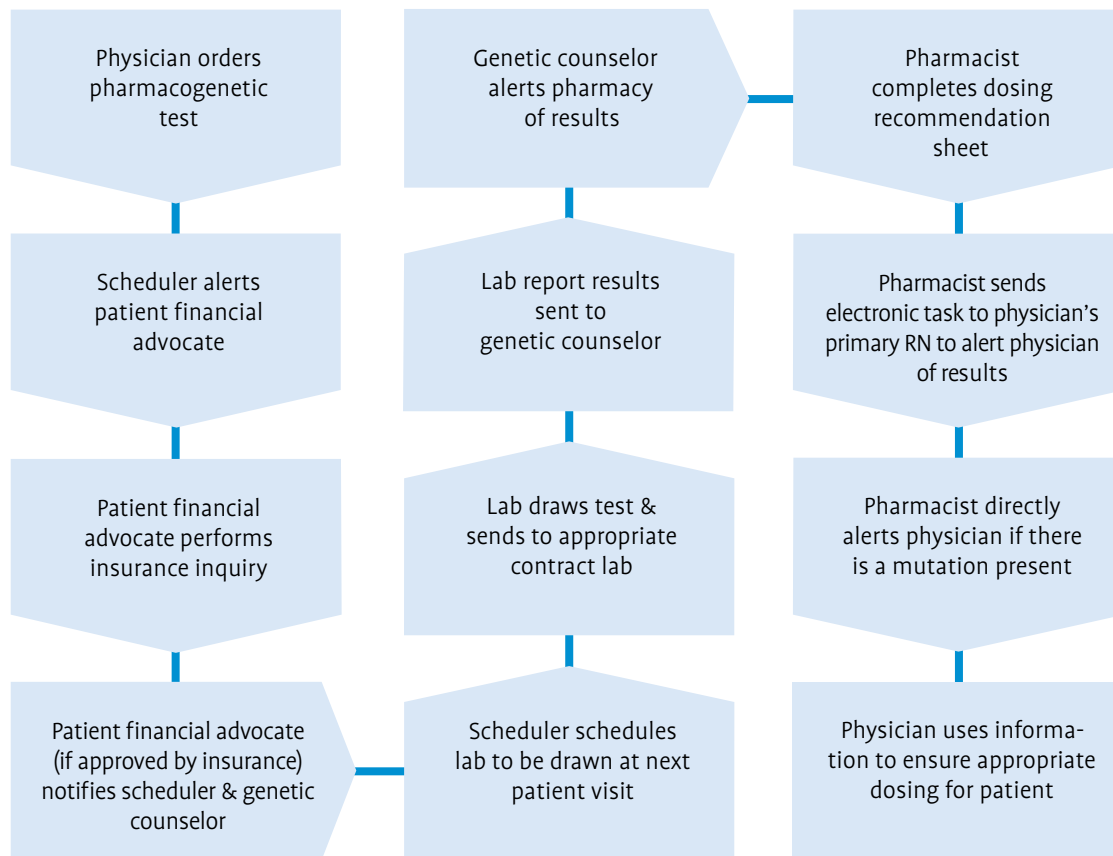 Physician orders
pharmacogenetic
test
Scheduler alerts
patient financial
advocate
Patient financial
advocate performs
insurance inquiry
Patient financial advocate
(if approved by insurance)
notifies scheduler & genetic
counselor
Scheduler schedules
lab to be drawn at next
patient visit
Lab draws test &
sends to appropriate
contract lab
Lab report results
sent to
genetic counselor
Genetic counselor
alerts pharmacy
of results
Pharmacist
completes dosing
recommendation
sheet
Pharmacist sends
electronic task to physician’s
primary RN to alert physician
of results
Pharmacist directly
alerts physician if there
is a mutation present
Physician uses informa-
tion to ensure appropriate
dosing for patient